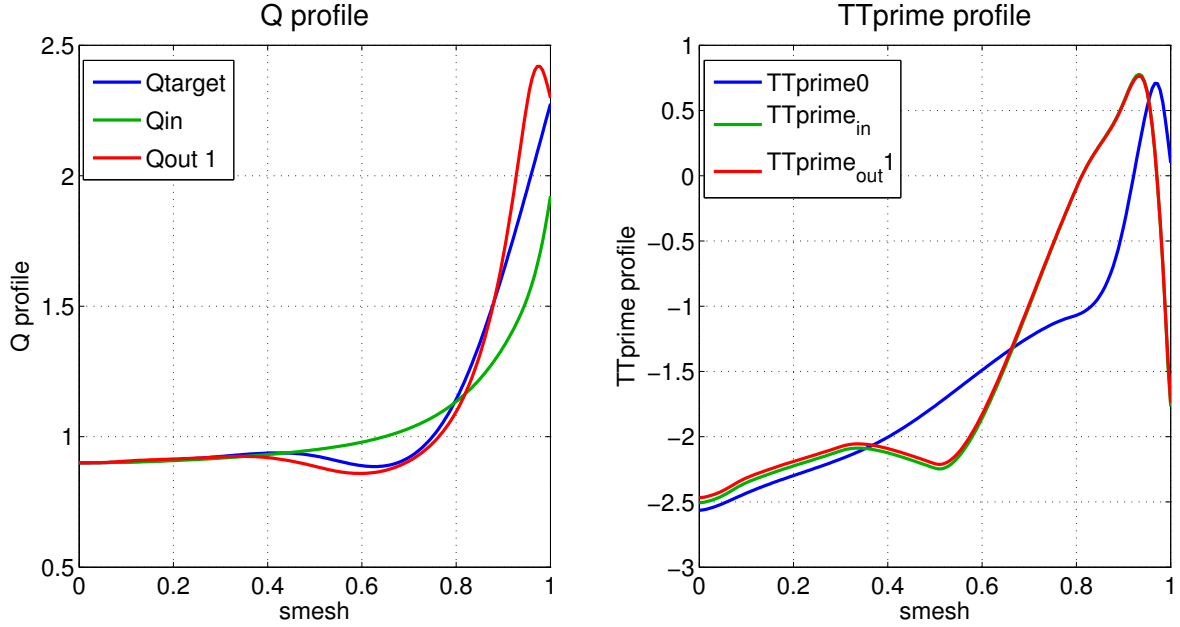 Q profile
2.5
2
1.5
1
0.5
Q profile
Qtarget
Qin
Qout 1
0
0.2
0.4
0.6
0.8
1
smesh
TTprime profile
1
0.5
0
−0.5
−1
−1.5
−2
−2.5
−3
TTprime profile
TTprime0
TTprime_in
TTprime_out1
0
0.2
0.4
0.6
0.8
1
smesh